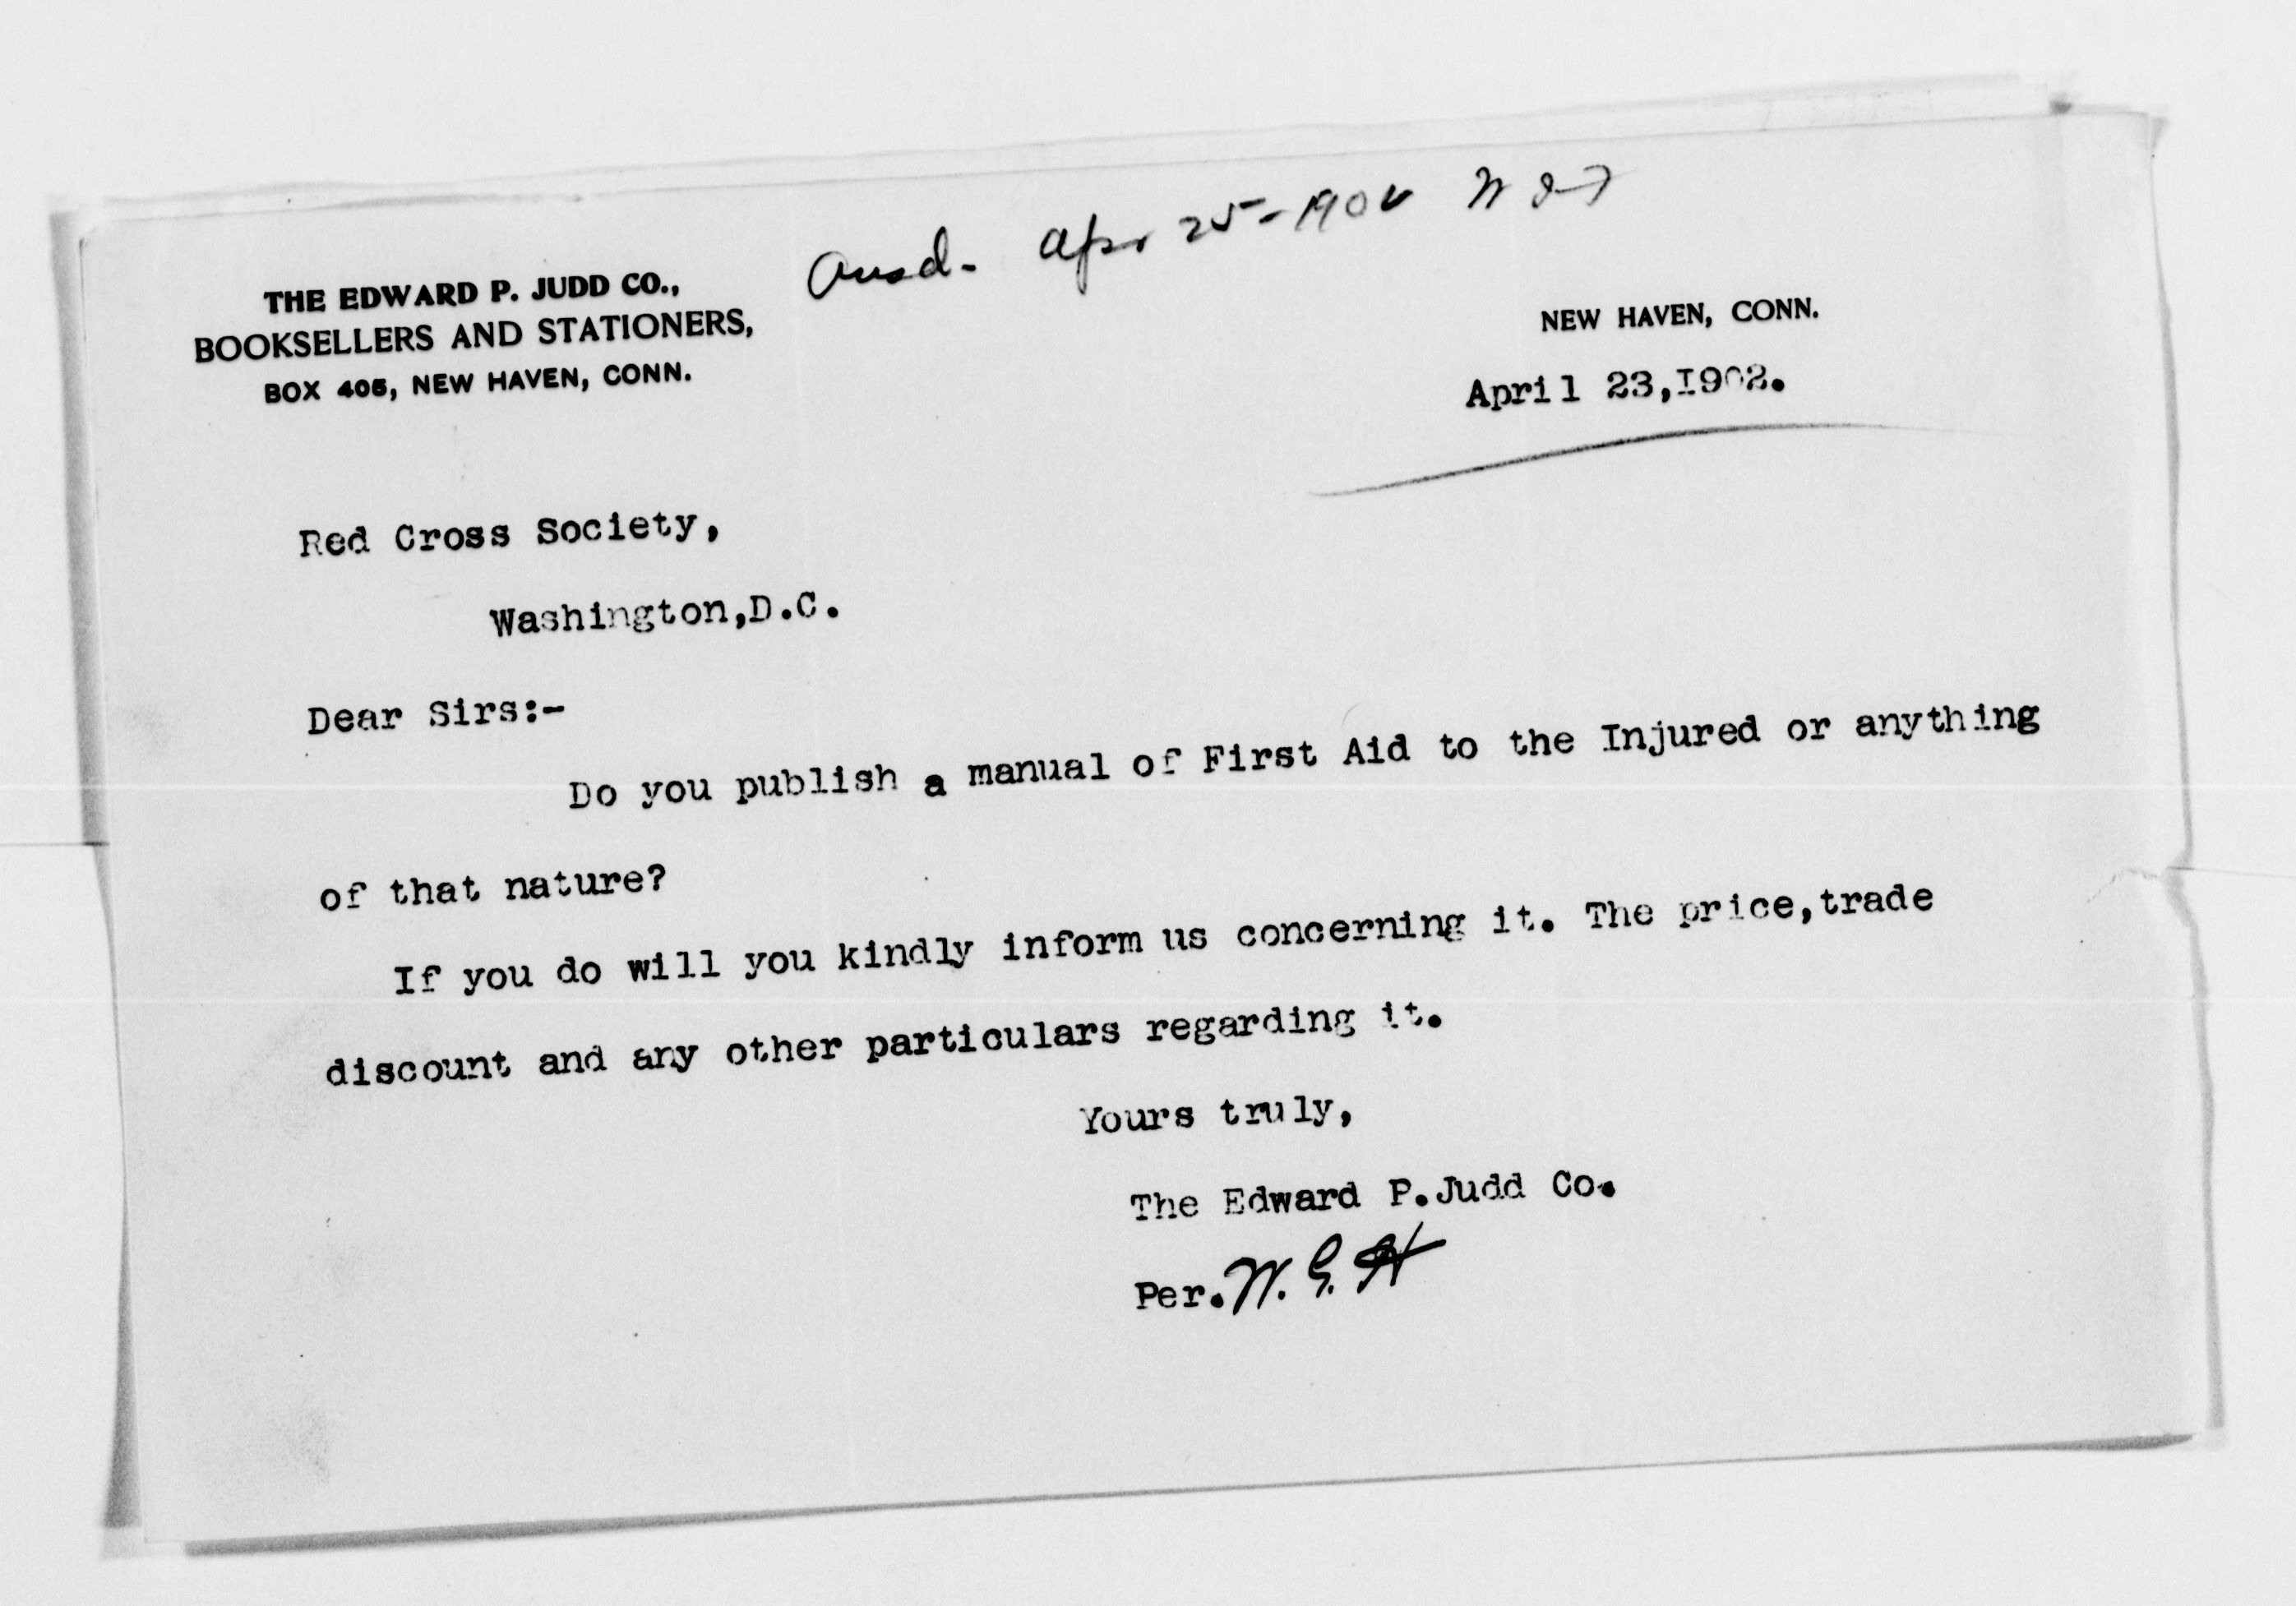 Ansd. Apr 25-1902
THE EDWARD P. JUDD CO.,
BOOKSELLERS AND STATIONERS,
BOX 405, NEW HAVEN, CONN.
NEW HAVEN, CONN.
April 23,I902.
Red Cross Society,
Washington,D.C.
Dear Sirs:-
Do you publish a manual of First Aid to the Injured or anything
of that nature?
If you do will you kindly inform us concerning it. The price,trade
discount and any other particulars regarding it.
Yours truly,
The Edward P.Judd Co.
Per.W. G. H